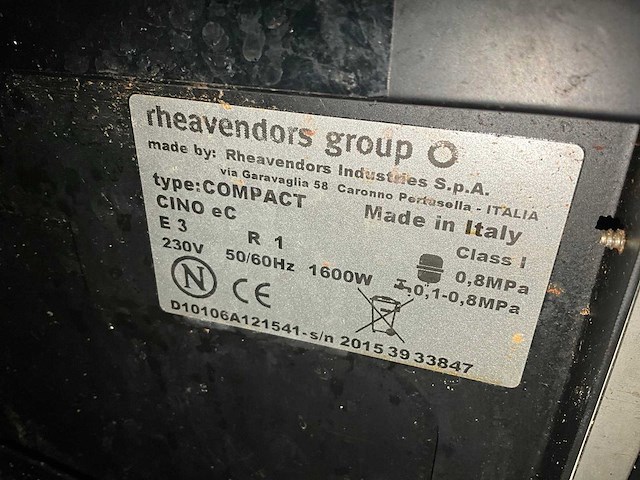 rheavendors group
made by: Rheavendors Industries S.p.A.
via Garavaglia 58 Caronno Pertusella - ITALIA
type:COMPACT Made in Italy
CINO eC Class I
E 3 R 1 0,8MPa
230V 50/60Hz 1600W 0,1-0,8MPa
N CE
D10106A121541-s/n 2015 39 33847